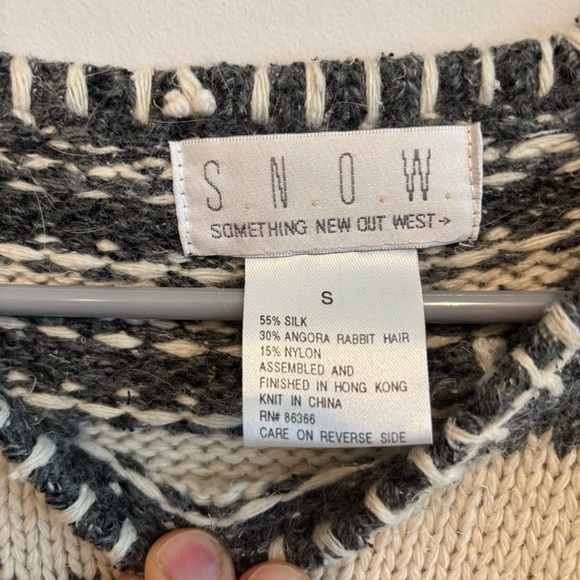 S.N.O.W.
SOMETHING NEW OUT WEST→
S
55% SILK
30% ANGORA RABBIT HAIR
15% NYLON
ASSEMBLED AND
FINISHED IN HONG KONG
KNIT IN CHINA
RN# 86366
CARE ON REVERSE SIDE